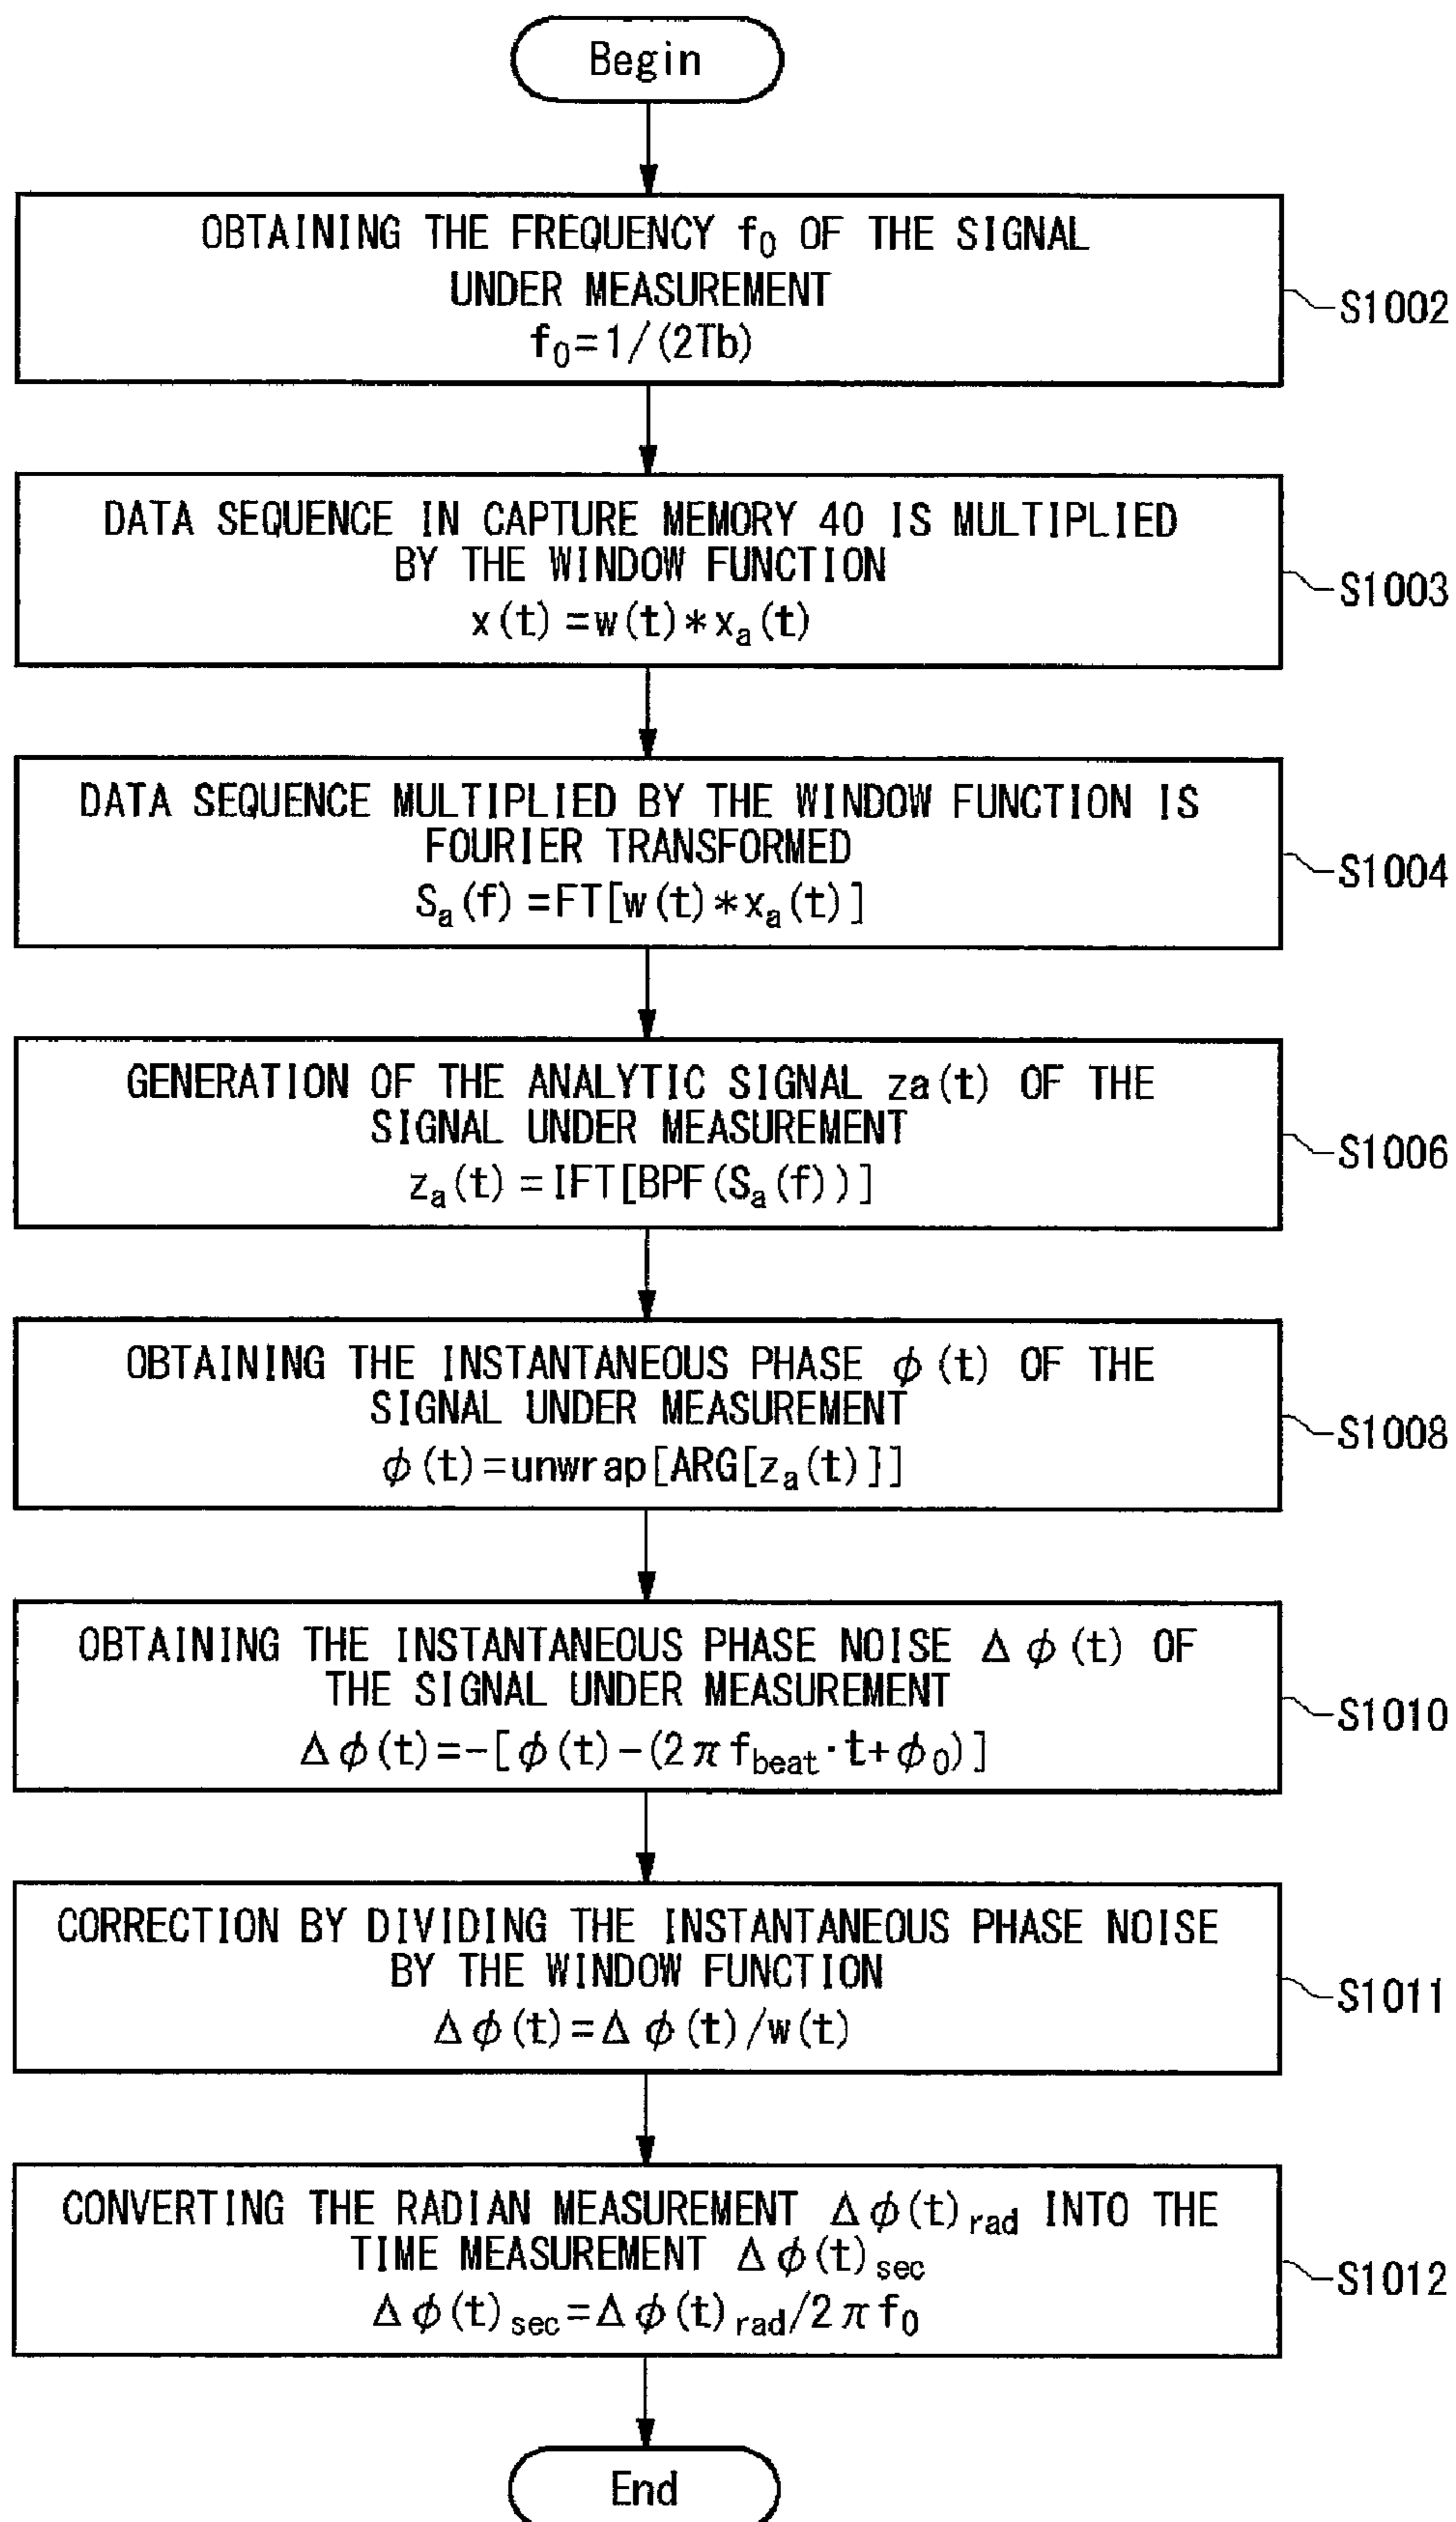 Begin
OBTAINING THE FREQUENCY f₀ OF THE SIGNAL
UNDER MEASUREMENT
f₀=1/(2Tb)
S1002
DATA SEQUENCE IN CAPTURE MEMORY 40 IS MULTIPLIED
BY THE WINDOW FUNCTION
x(t)=w(t)*xₐ(t)
S1003
DATA SEQUENCE MULTIPLIED BY THE WINDOW FUNCTION IS
FOURIER TRANSFORMED
Sₐ(f)=FT[w(t)*xₐ(t)]
S1004
GENERATION OF THE ANALYTIC SIGNAL za(t) OF THE
SIGNAL UNDER MEASUREMENT
zₐ(t)=IFT[BPF(Sₐ(f))]
S1006
OBTAINING THE INSTANTANEOUS PHASE φ(t) OF THE
SIGNAL UNDER MEASUREMENT
φ(t)=unwrap[ARG[zₐ(t)]]
S1008
OBTAINING THE INSTANTANEOUS PHASE NOISE Δφ(t) OF
THE SIGNAL UNDER MEASUREMENT
Δφ(t)=-[φ(t)-(2πf_beat·t+φ₀)]
S1010
CORRECTION BY DIVIDING THE INSTANTANEOUS PHASE NOISE
BY THE WINDOW FUNCTION
Δφ(t)=Δφ(t)/w(t)
S1011
CONVERTING THE RADIAN MEASUREMENT Δφ(t)_rad INTO THE
TIME MEASUREMENT Δφ(t)_sec
Δφ(t)_sec=Δφ(t)_rad/2πf₀
S1012
End